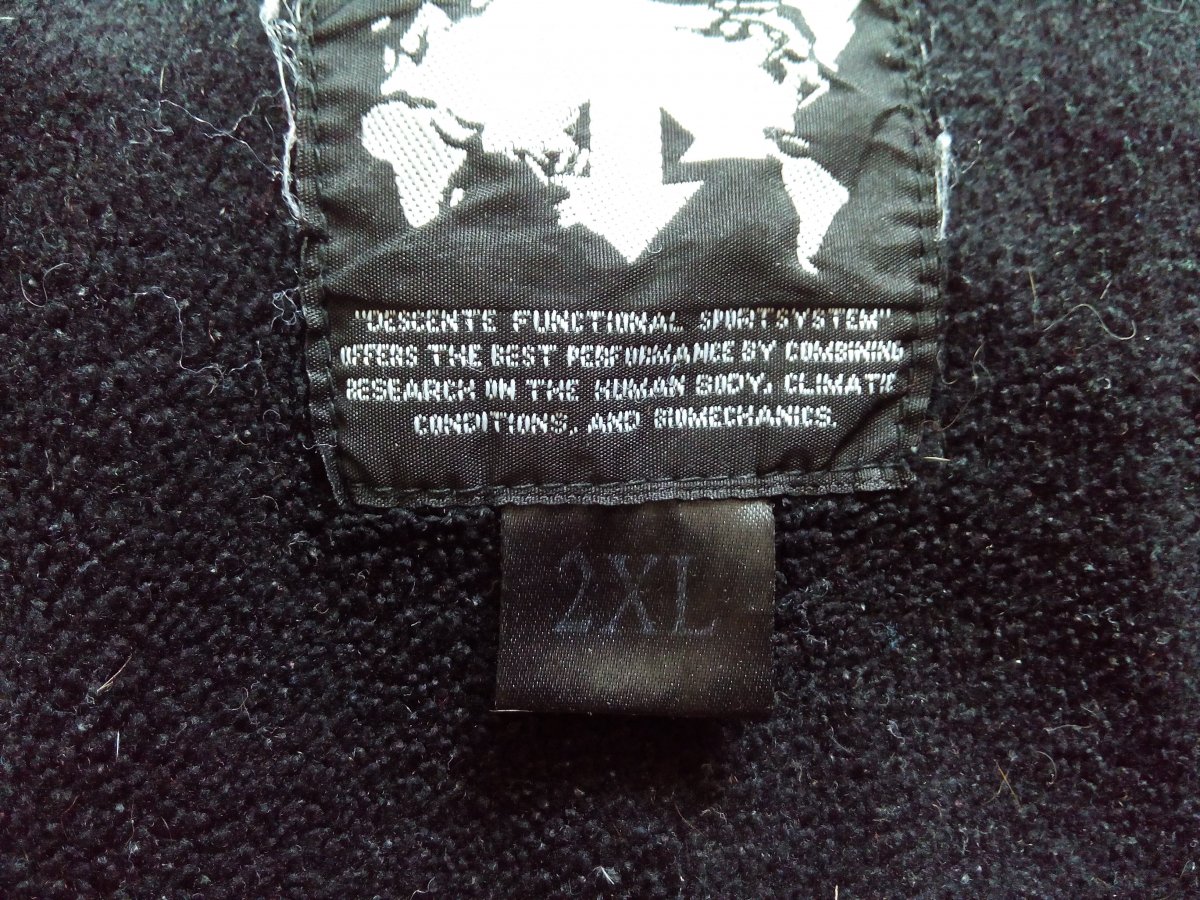 "DESCENTE FUNCTIONAL SPORTSYSTEM"
OFFERS THE BEST PERFORMANCE BY COMBINING
RESEARCH ON THE HUMAN BODY, CLIMATIC
CONDITIONS, AND BIOMECHANICS.
2XL